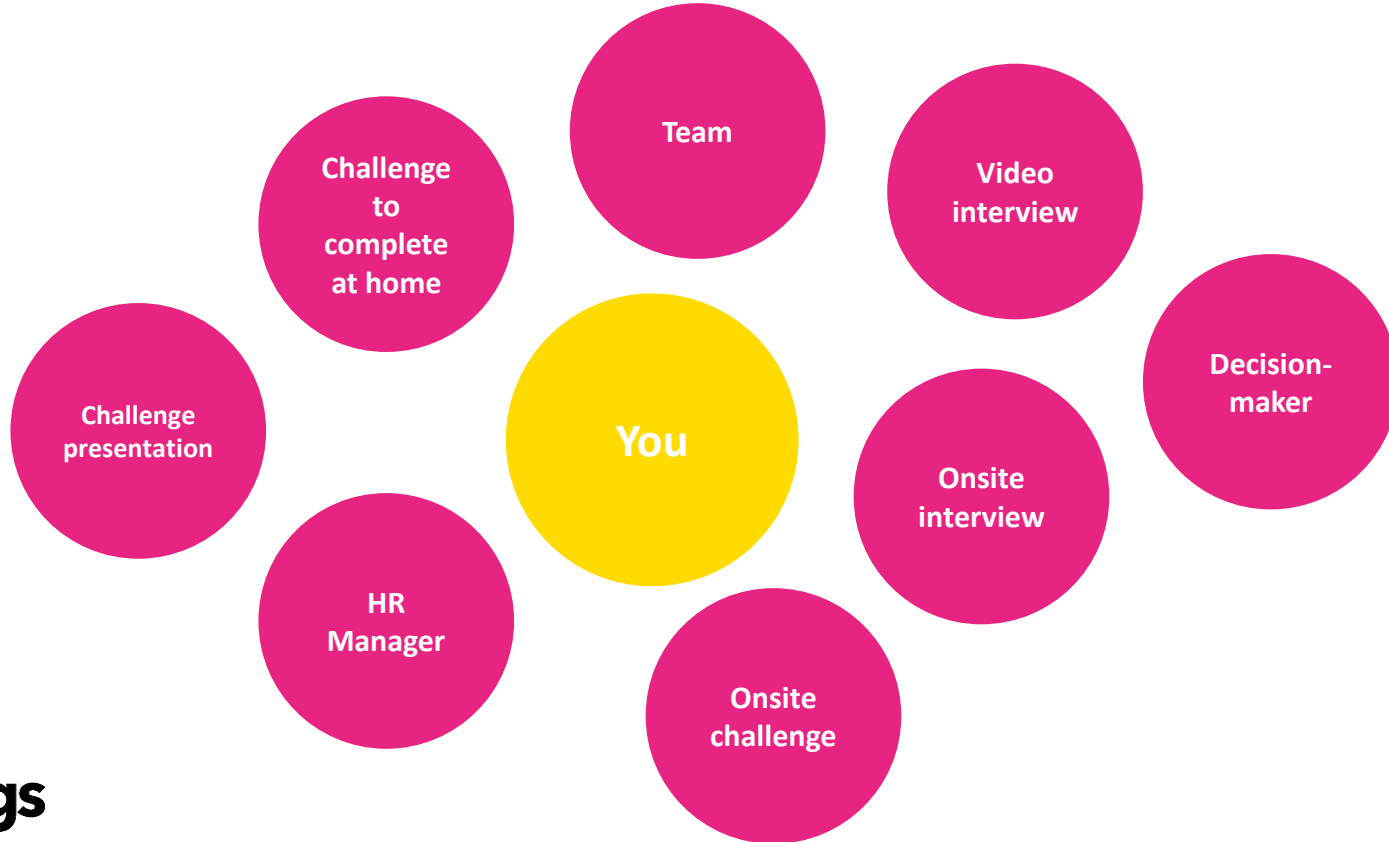 Team
Challenge
to
complete
at home
Video
interview
Decision-
maker
Challenge
presentation
You
Onsite
interview
HR
Manager
Onsite
challenge
gs